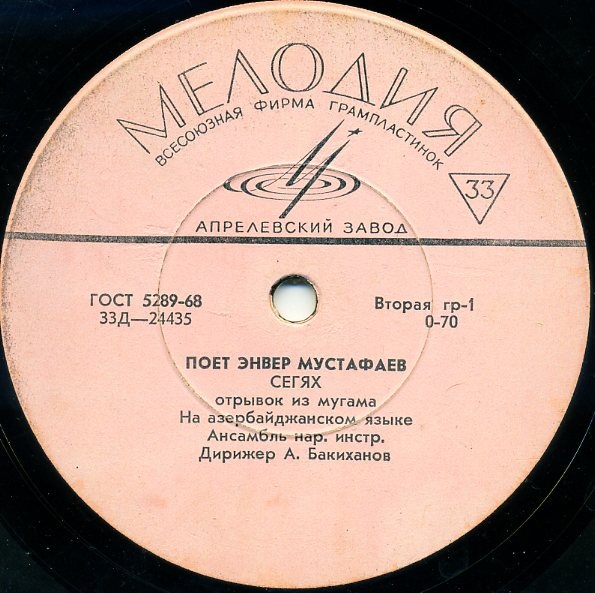 МЕЛОДИЯ
ВСЕСОЮЗНАЯ ФИРМА ГРАМПЛАСТИНОК
33
АПРЕЛЕВСКИЙ ЗАВОД
ГОСТ 5289-68
33Д—24435
Вторая гр-1
0-70
ПОЕТ ЭНВЕР МУСТАФАЕВ
СЕГЯХ
отрывок из мугама
На азербайджанском языке
Ансамбль нар. инстр.
Дирижер А. Бакиханов